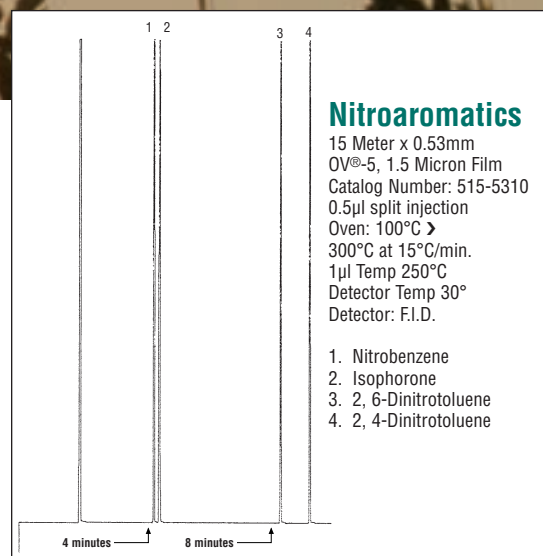 1 2
3 4
Nitroaromatics
15 Meter x 0.53mm
OV®-5, 1.5 Micron Film
Catalog Number: 515-5310
0.5µl split injection
Oven: 100°C ❯
300°C at 15°C/min.
1µl Temp 250°C
Detector Temp 30°
Detector: F.I.D.
1. Nitrobenzene
2. Isophorone
3. 2, 6-Dinitrotoluene
4. 2, 4-Dinitrotoluene
4 minutes
8 minutes